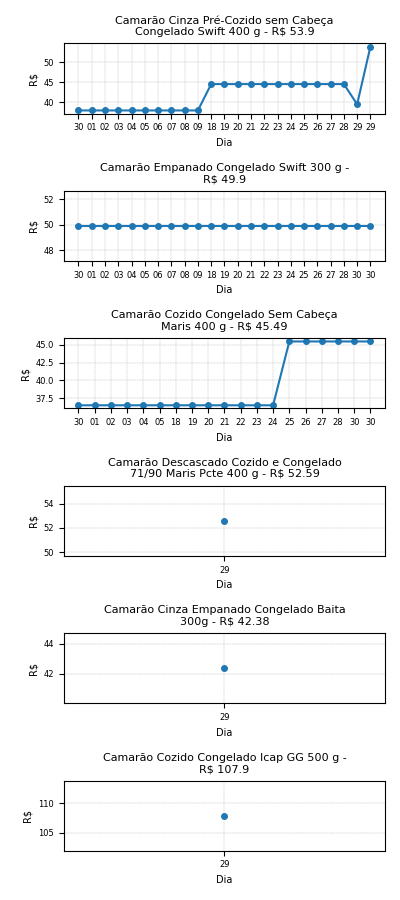 Camarão Cinza Pré-Cozido sem Cabeça
Congelado Swift 400 g - R$ 53.9
50
45
40
R$
30 01 02 03 04 05 06 07 08 09 18 19 20 21 22 23 24 25 26 27 28 29 29
Dia
Camarão Empanado Congelado Swift 300 g -
R$ 49.9
52
50
48
R$
30 01 02 03 04 05 06 07 08 09 18 19 20 21 22 23 24 25 26 27 28 30 30
Dia
Camarão Cozido Congelado Sem Cabeça
Maris 400 g - R$ 45.49
45.0
42.5
40.0
37.5
R$
30 01 02 03 04 05 18 19 20 21 22 23 24 25 26 27 28 30 30
Dia
Camarão Descascado Cozido e Congelado
71/90 Maris Pcte 400 g - R$ 52.59
54
52
50
R$
29
Dia
Camarão Cinza Empanado Congelado Baita
300g - R$ 42.38
44
42
R$
29
Dia
Camarão Cozido Congelado Icap GG 500 g -
R$ 107.9
110
105
R$
29
Dia